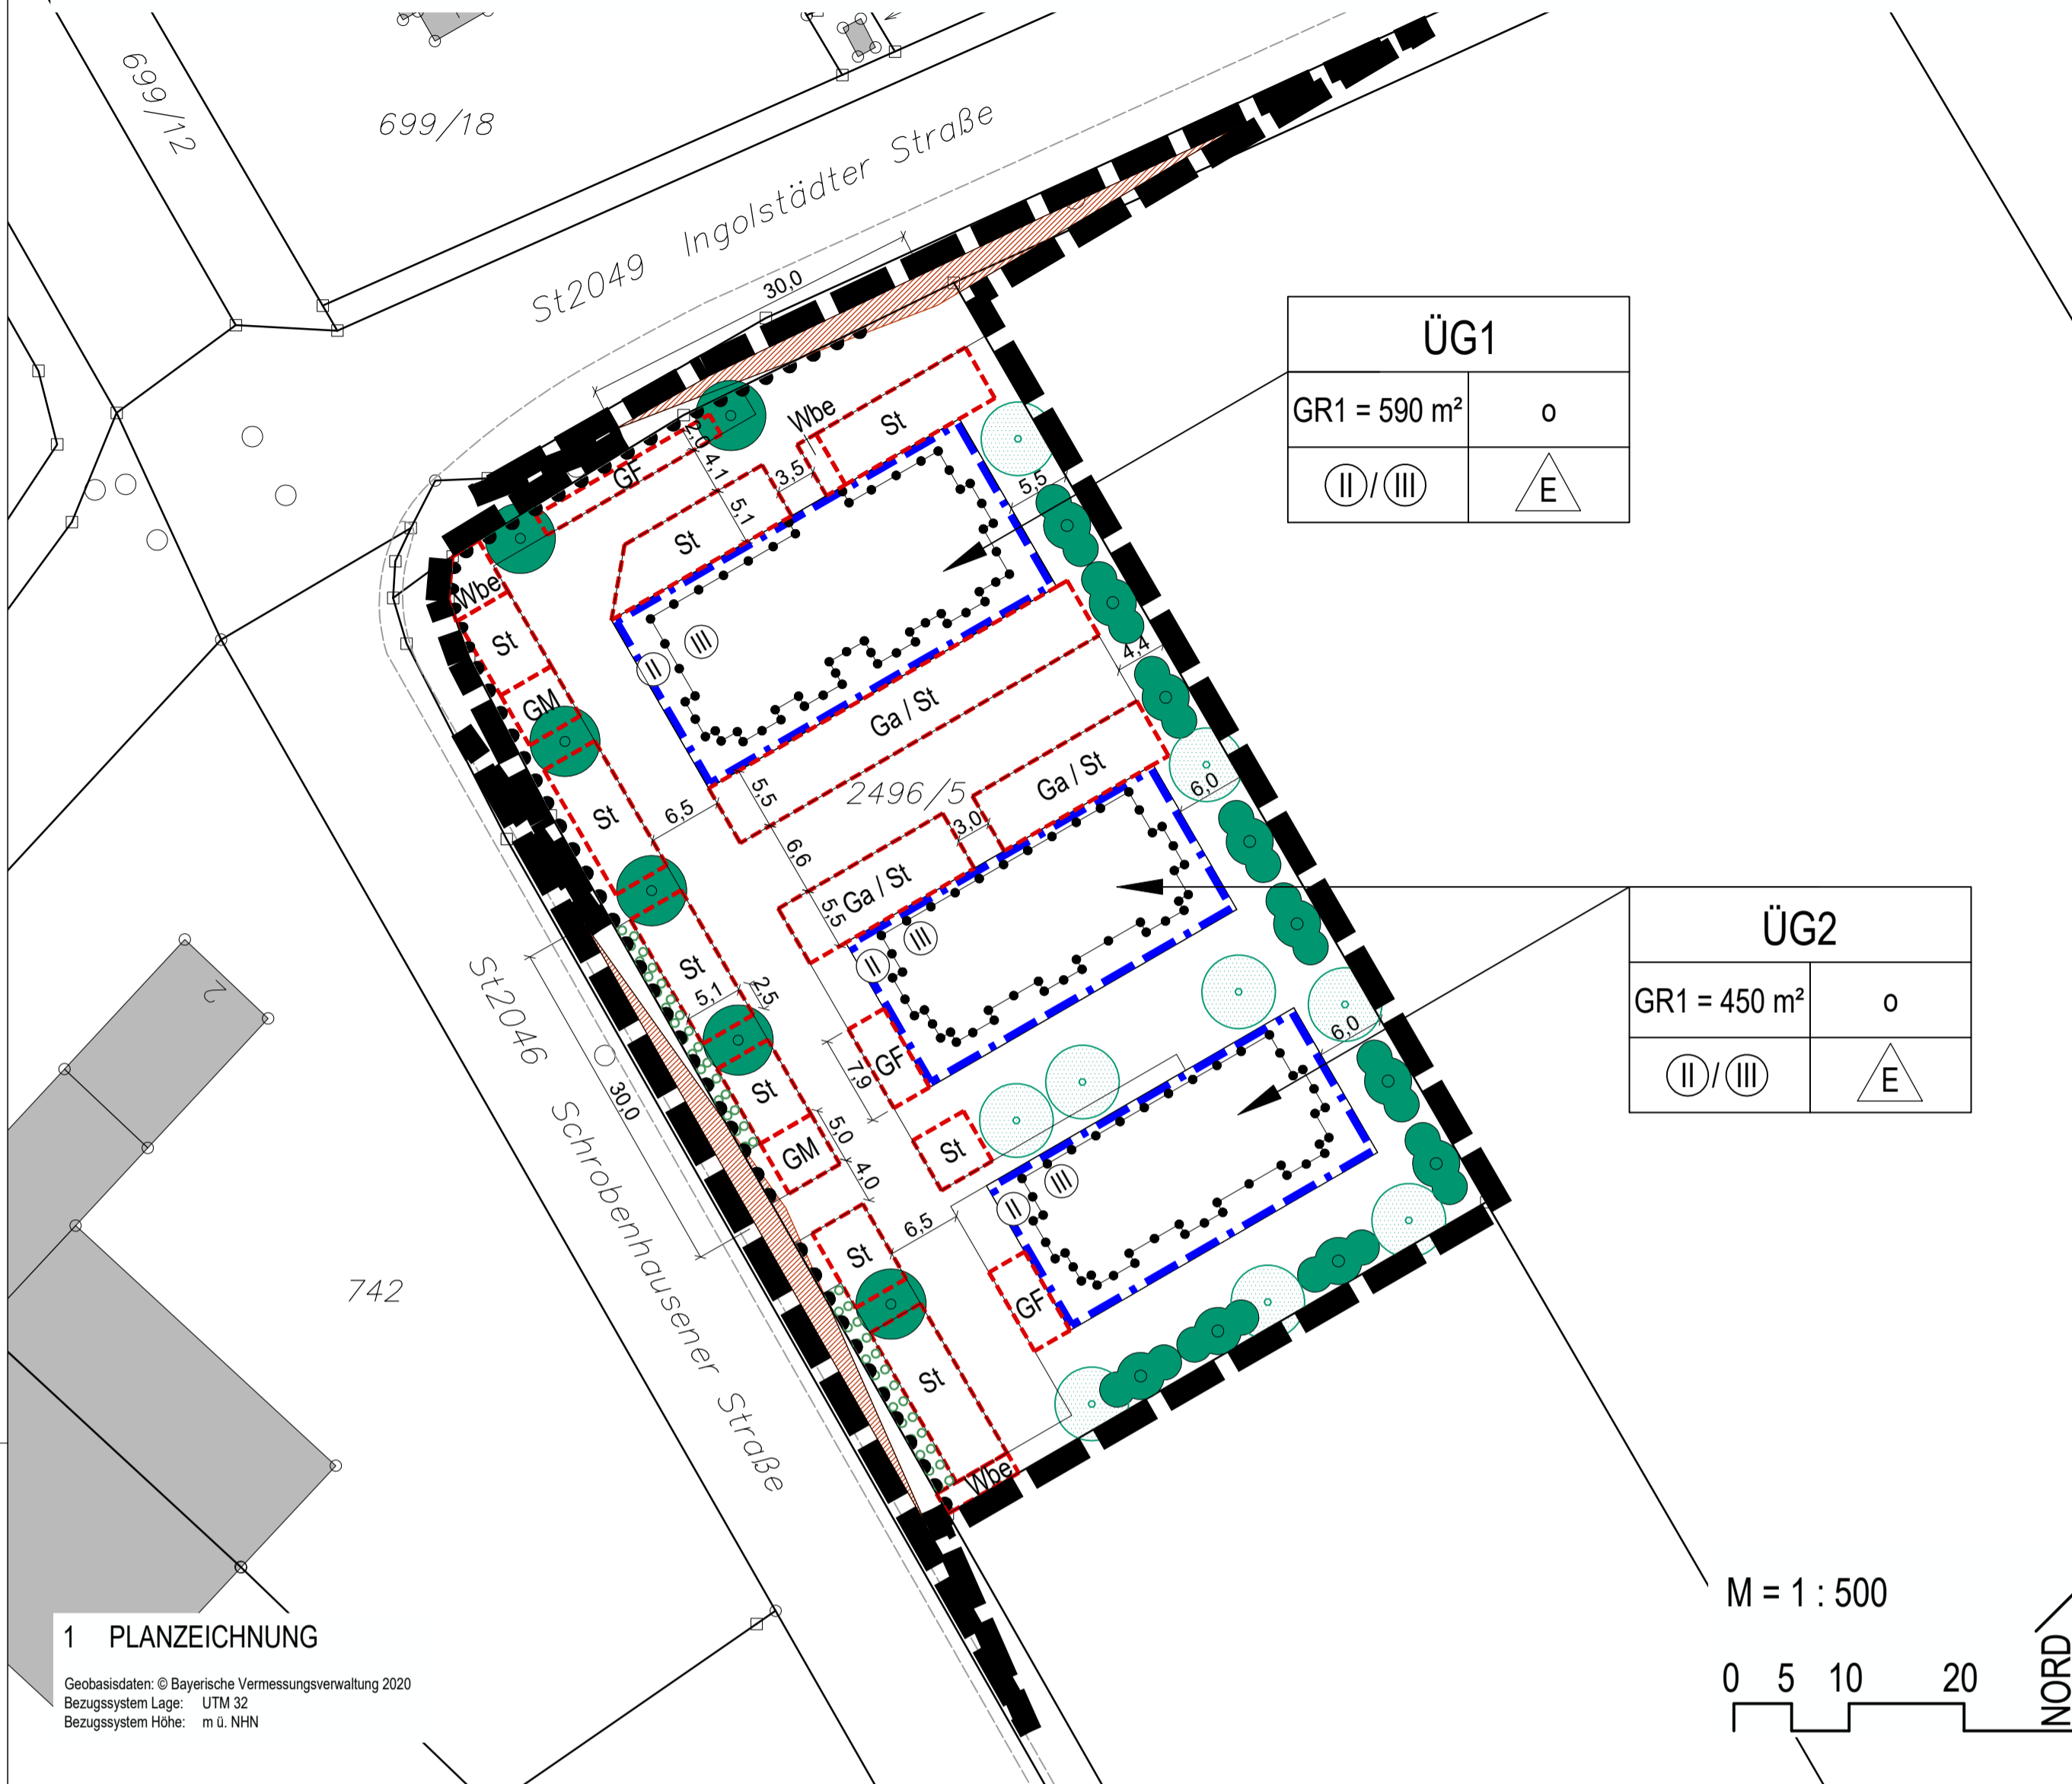 699/12
699/18
St2049 Ingolstädter Straße
30,0
ÜG1
GR1 = 590 m²
o
II / III
E
Wbe
St
GF
2,0
4,1
3,5
5,1
St
5,5
Wbe
St
GM
III
II
4,4
Ga / St
5,5
2496/5
Ga / St
6,0
6,5
St
6,6
3,0
Ga / St
5,5
III
II
ÜG2
GR1 = 450 m²
o
II / III
E
2
St2046 Schrobenhausener Straße
St
5,1
2,5
6,0
30,0
7,9
GF
St
5,0
GM
4,0
St
III
II
6,5
St
GF
742
St
Wbe
M = 1 : 500
0 5 10 20
NORD
1 PLANZEICHNUNG
Geobasisdaten: © Bayerische Vermessungsverwaltung 2020
Bezugssystem Lage: UTM 32
Bezugssystem Höhe: m ü. NHN